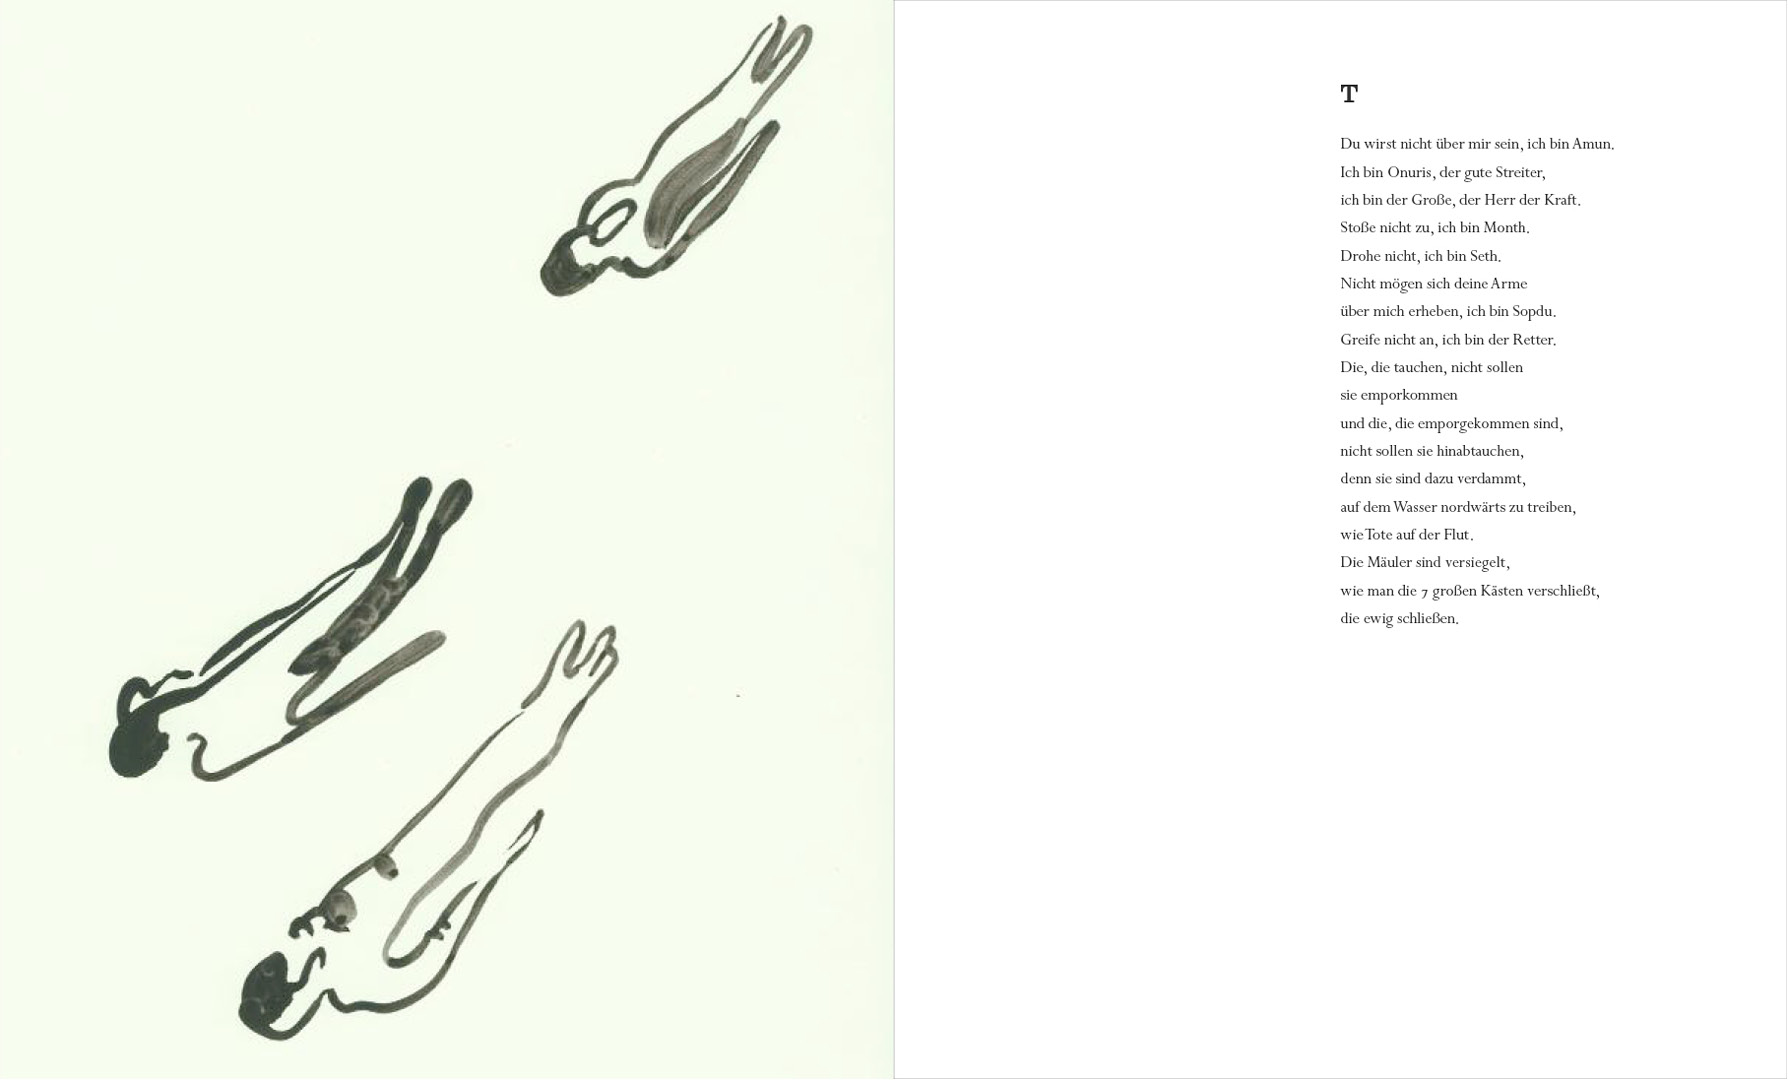 T
Du wirst nicht über mir sein, ich bin Amun.
Ich bin Onuris, der gute Streiter,
ich bin der Große, der Herr der Kraft.
Stoße nicht zu, ich bin Month.
Drohe nicht, ich bin Seth.
Nicht mögen sich deine Arme
über mich erheben, ich bin Sopdu.
Greife nicht an, ich bin der Retter.
Die, die tauchen, nicht sollen
sie emporkommen
und die, die emporgekommen sind,
nicht sollen sie hinabtauchen,
denn sie sind dazu verdammt,
auf dem Wasser nordwärts zu treiben,
wie Tote auf der Flut.
Die Mäuler sind versiegelt,
wie man die 7 großen Kästen verschließt,
die ewig schließen.